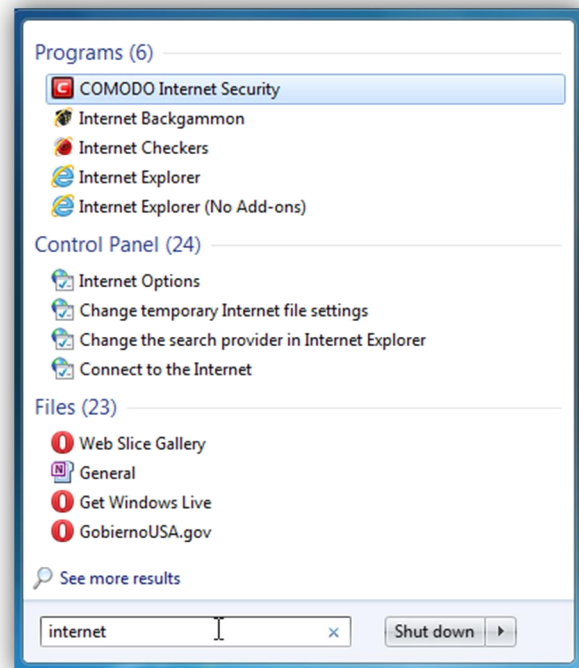 Programs (6)
COMODO Internet Security
Internet Backgammon
Internet Checkers
Internet Explorer
Internet Explorer (No Add-ons)
Control Panel (24)
Internet Options
Change temporary Internet file settings
Change the search provider in Internet Explorer
Connect to the Internet
Files (23)
Web Slice Gallery
General
Get Windows Live
GobiernoUSA.gov
See more results
internet
Shut down